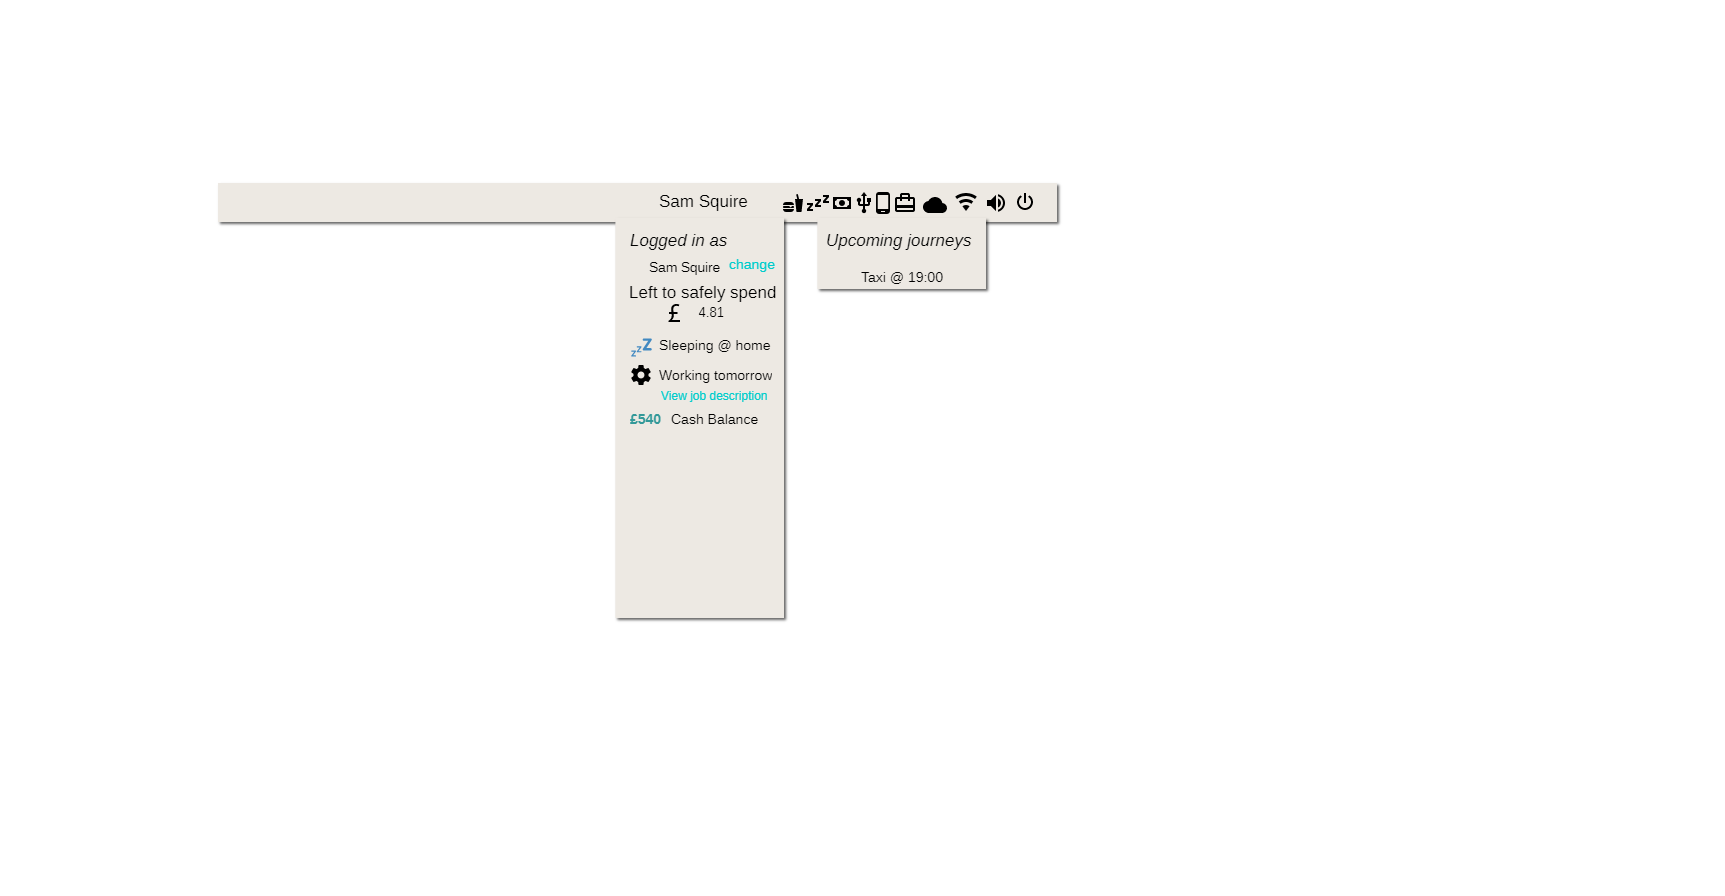 Sam Squire
Logged in as
Sam Squire change
Left to safely spend
£ 4.81
zzZ Sleeping @ home
Working tomorrow
View job description
£540 Cash Balance
Upcoming journeys
Taxi @ 19:00